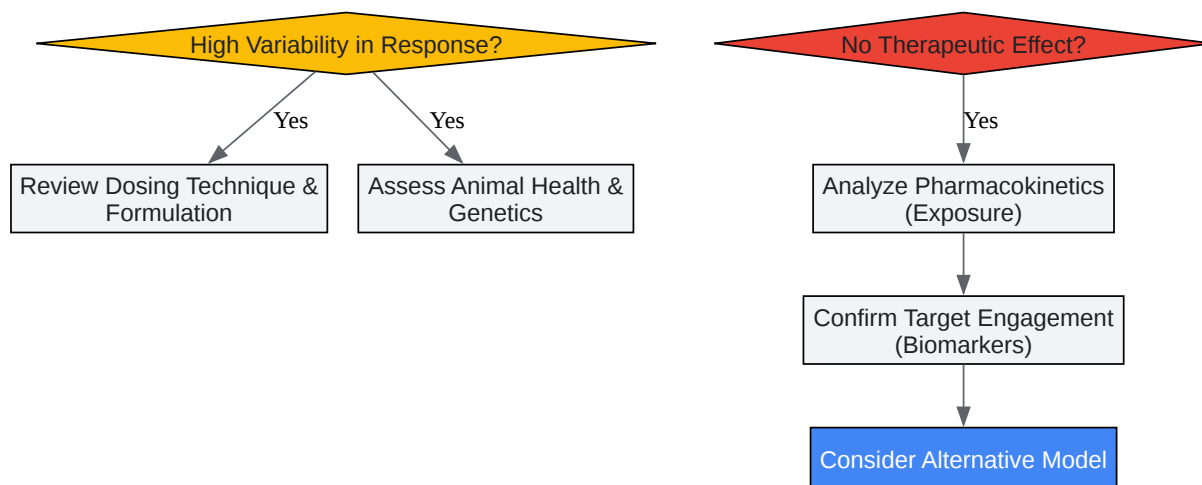 High Variability in Response?
No Therapeutic Effect?
Yes
Yes
Yes
Review Dosing Technique &
Formulation
Assess Animal Health &
Genetics
Analyze Pharmacokinetics
(Exposure)
Confirm Target Engagement
(Biomarkers)
Consider Alternative Model